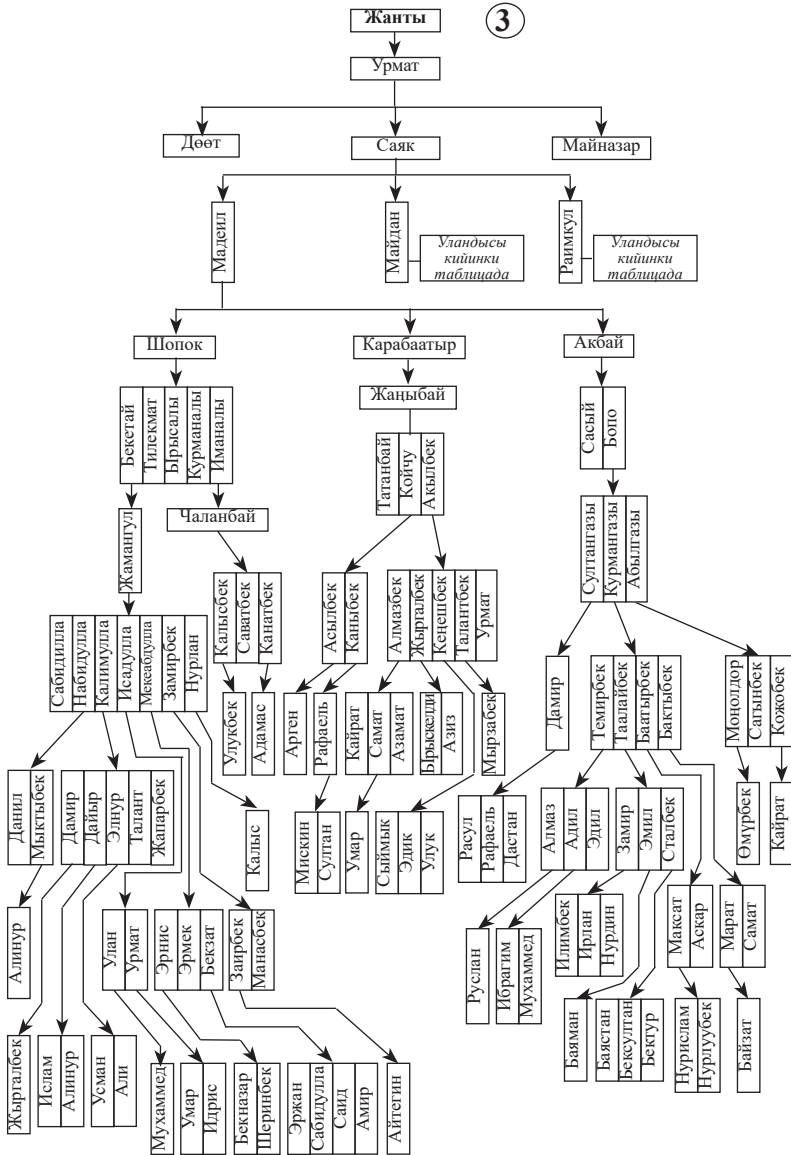 Жанты
3
Урмат
Дөөт
Саяк
Майназар
Мадеил
Майдан
Уландысы
кийинки
таблицада
Раимкул
Уландысы
кийинки
таблицада
Шопок
Карабаатыр
Акбай
Бекетай
Тилекмат
Ырысалы
Курманалы
Иманалы
Жаңыбай
Сасый
Бопо
Татанбай
Койчу
Акылбек
Жамангул
Чаланбай
Султангазы
Курмангазы
Абылгазы
Калысбек
Саватбек
Канатбек
Асылбек
Каныбек
Алмазбек
Жыргалбек
Кеңешбек
Талантбек
Урмат
Сабидилла
Набидулла
Калимулла
Исадулла
Мекеабдулла
Замирбек
Нурлан
Дамир
Темирбек
Таалайбек
Баатырбек
Бактыбек
Моңолдор
Сагынбек
Кожобек
Улукбек
Адамас
Арген
Рафаель
Кайрат
Самат
Азамат
Ырыскелди
Азиз
Мырзабек
Данил
Мыктыбек
Дамир
Дайыр
Элнур
Талант
Жапарбек
Калыс
Мискин
Султан
Умар
Сыймык
Эдик
Улук
Расул
Рафаель
Дастан
Алмаз
Адил
Эдил
Замир
Эмил
Сталбек
Өмүрбек
Кайрат
Алинур
Улан
Урмат
Эрнис
Эрмек
Бекзат
Заирбек
Манасбек
Руслан
Ибрагим
Мухаммед
Илимбек
Ирлан
Нурдин
Максат
Аскар
Марат
Самат
Жыргалбек
Ислам
Алинур
Усман
Али
Мухаммед
Умар
Идрис
Бекназар
Шеринбек
Эржан
Сабидулла
Саид
Амир
Айтегин
Баяман
Баястан
Бексултан
Бектур
Нурислам
Нурлуубек
Байзат